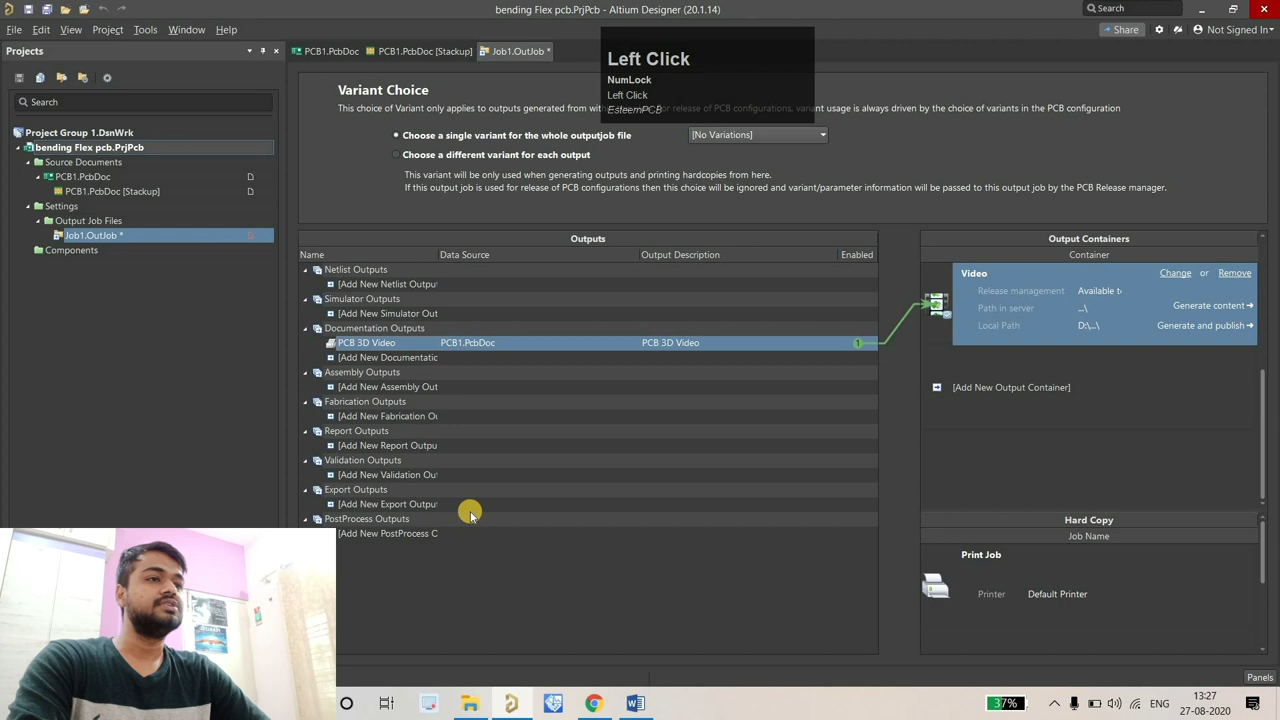 bending Flex pcb.PrjPcb - Altium Designer (20.1.14)
Search
File Edit View Project Tools Window Help
Share
Not Signed In
Projects
PCB1.PcbDoc
PCB1.PcbDoc [Stackup]
Job1.OutJob *
Left Click
NumLock
Left Click
EsteemPCB
Search
Project Group 1.DsnWrk
bending Flex pcb.PrjPcb
Source Documents
PCB1.PcbDoc
PCB1.PcbDoc [Stackup]
Settings
Output Job Files
Job1.OutJob *
Components
Variant Choice
This choice of Variant only applies to outputs generated from with
or release of PCB configurations, variant usage is always driven by the choice of variants in the PCB configuration
Choose a single variant for the whole outputjob file
[No Variations]
Choose a different variant for each output
This variant will be only used when generating outputs and printing hardcopies from here.
If this output job is used for release of PCB configurations then this choice will be ignored and variant/parameter information will be passed to this output job by the PCB Release manager.
Outputs
Name Data Source Output Description Enabled
Netlist Outputs
[Add New Netlist Outpu
Simulator Outputs
[Add New Simulator Out
Documentation Outputs
PCB 3D Video PCB1.PcbDoc PCB 3D Video 1
[Add New Documentatic
Assembly Outputs
[Add New Assembly Out
Fabrication Outputs
[Add New Fabrication Ou
Report Outputs
[Add New Report Outpu
Validation Outputs
[Add New Validation Out
Export Outputs
[Add New Export Output
PostProcess Outputs
[Add New PostProcess C
Output Containers
Container
Video Change or Remove
Release management Available t
Path in server ...\ Generate content
Local Path D:\...\ Generate and publish
[Add New Output Container]
Hard Copy
Job Name
Print Job
Printer Default Printer
Panels
37%
ENG
13:27
27-08-2020